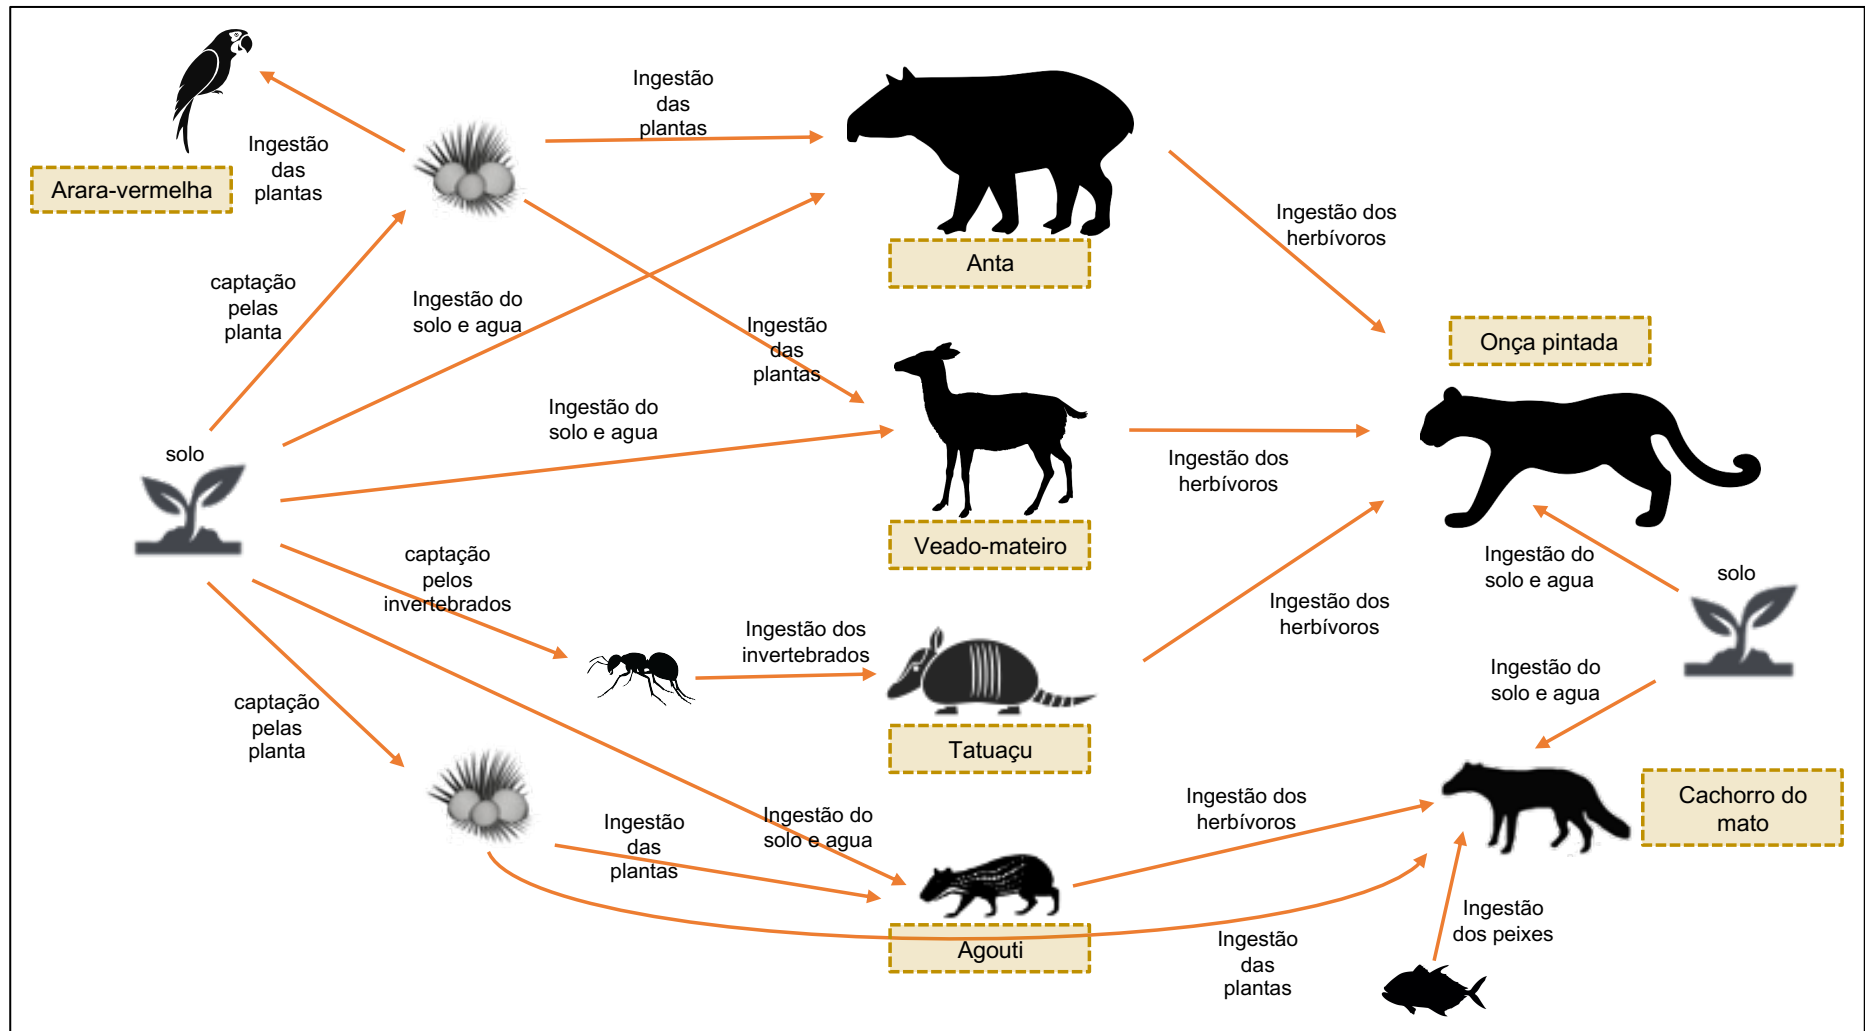 Ingestão
das
plantas
Ingestão
das
plantas
Arara-vermelha
Ingestão dos
herbívoros
Anta
captação
pelas
planta
Ingestão do
solo e agua
Ingestão
das
plantas
Onça pintada
Ingestão do
solo e agua
solo
Ingestão dos
herbívoros
Veado-mateiro
captação
pelos
invertebrados
Ingestão do
solo e agua
solo
Ingestão dos
herbívoros
Ingestão dos
invertebrados
Ingestão do
solo e agua
captação
pelas
planta
Tatuaçu
Ingestão dos
herbívoros
Cachorro do
mato
Ingestão
das
plantas
Ingestão do
solo e agua
Ingestão
dos peixes
Agouti
Ingestão
das
plantas